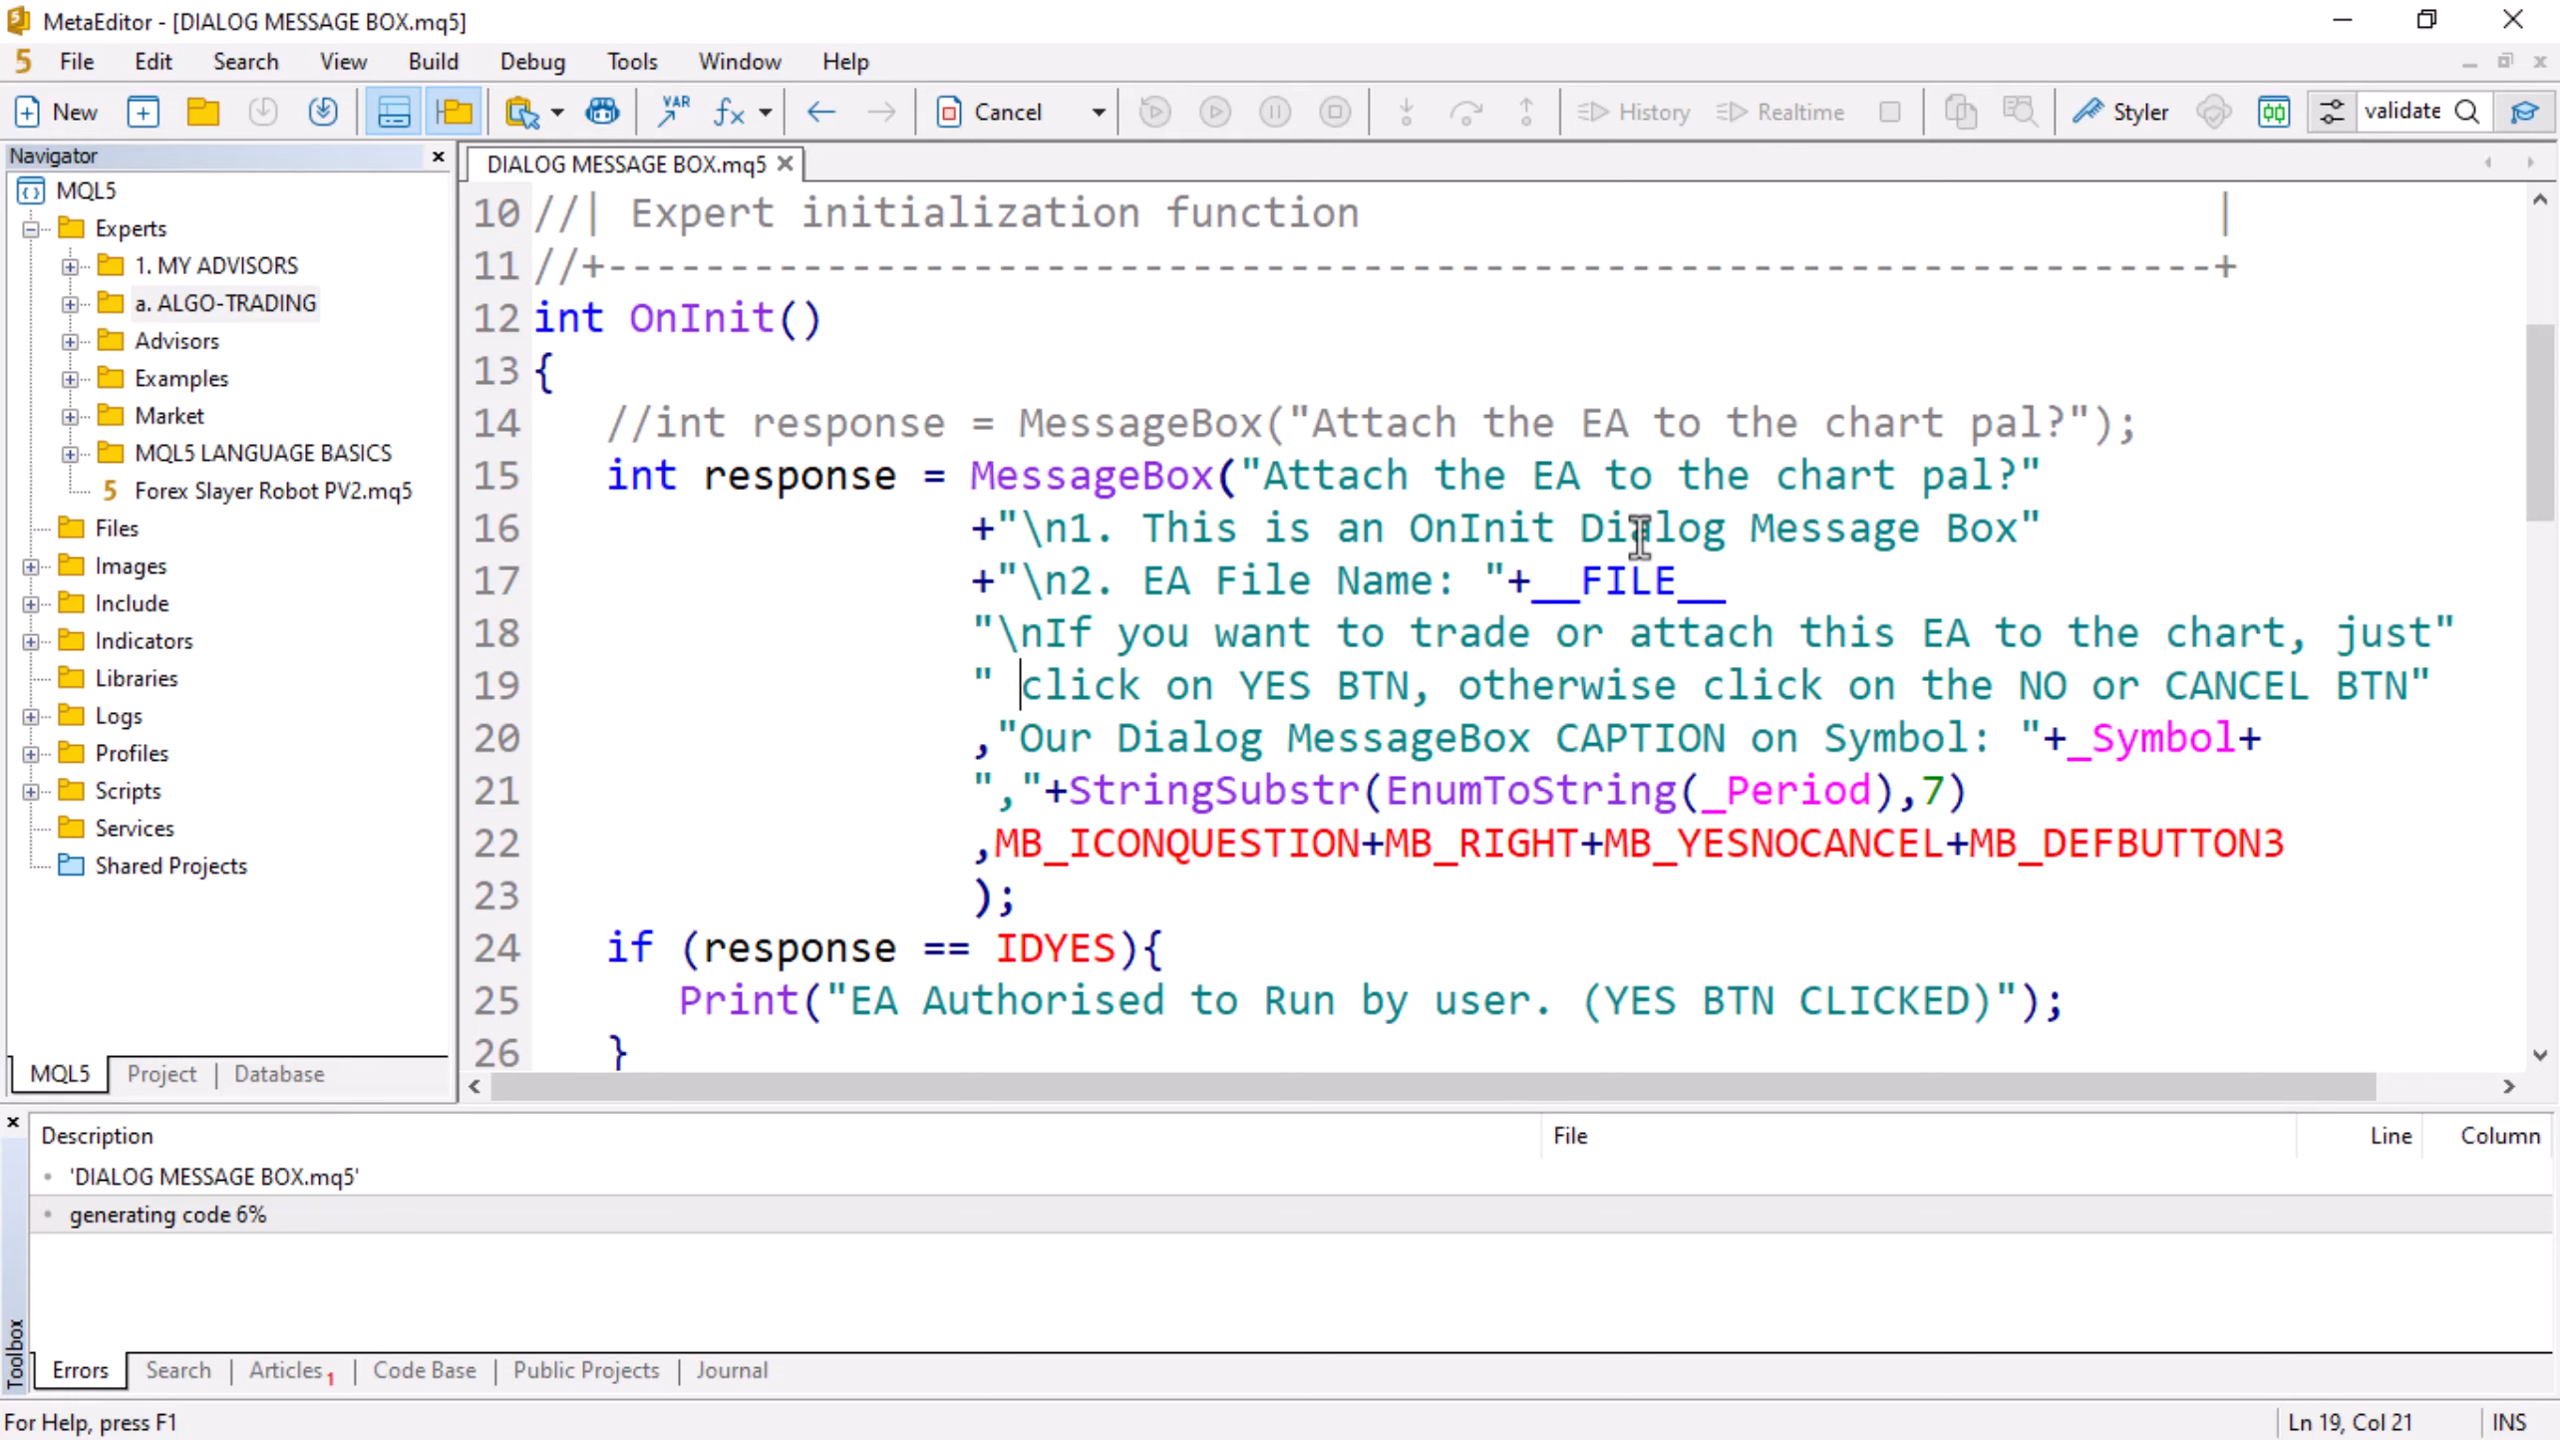 MetaEditor - [DIALOG MESSAGE BOX.mq5]
5 File Edit Search View Build Debug Tools Window Help
New VAR fx Cancel History Realtime Styler validate
Navigator
MQL5
Experts
1. MY ADVISORS
a. ALGO-TRADING
Advisors
Examples
Market
MQL5 LANGUAGE BASICS
5 Forex Slayer Robot PV2.mq5
Files
Images
Include
Indicators
Libraries
Logs
Profiles
Scripts
Services
Shared Projects
MQL5 Project Database
DIALOG MESSAGE BOX.mq5
10 //| Expert initialization function |
11 //+------------------------------------------------------------------+
12 int OnInit()
13 {
14 //int response = MessageBox("Attach the EA to the chart pal?");
15 int response = MessageBox("Attach the EA to the chart pal?"
16 +"\n1. This is an OnInit Dialog Message Box"
17 +"\n2. EA File Name: "+__FILE__
18 "\nIf you want to trade or attach this EA to the chart, just"
19 " click on YES BTN, otherwise click on the NO or CANCEL BTN"
20 ,"Our Dialog MessageBox CAPTION on Symbol: "+_Symbol+
21 ","+StringSubstr(EnumToString(_Period),7)
22 ,MB_ICONQUESTION+MB_RIGHT+MB_YESNOCANCEL+MB_DEFBUTTON3
23 );
24 if (response == IDYES){
25 Print("EA Authorised to Run by user. (YES BTN CLICKED)");
26 }
Description File Line Column
'DIALOG MESSAGE BOX.mq5'
generating code 6%
Toolbox
Errors Search Articles 1 Code Base Public Projects Journal
For Help, press F1 Ln 19, Col 21 INS